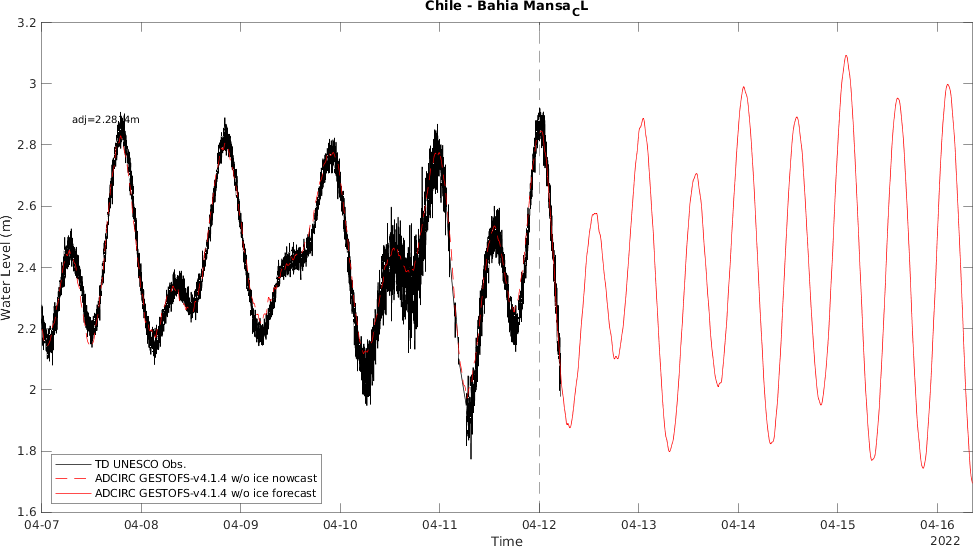 Chile - Bahia Mansa_CL
3.2
3
2.8
2.6
2.4
2.2
2
1.8
1.6
Water Level (m)
adj=2.2814m
TD UNESCO Obs.
ADCIRC GESTOFS-v4.1.4 w/o ice nowcast
ADCIRC GESTOFS-v4.1.4 w/o ice forecast
04-07 04-08 04-09 04-10 04-11 04-12 04-13 04-14 04-15 04-16
Time
2022